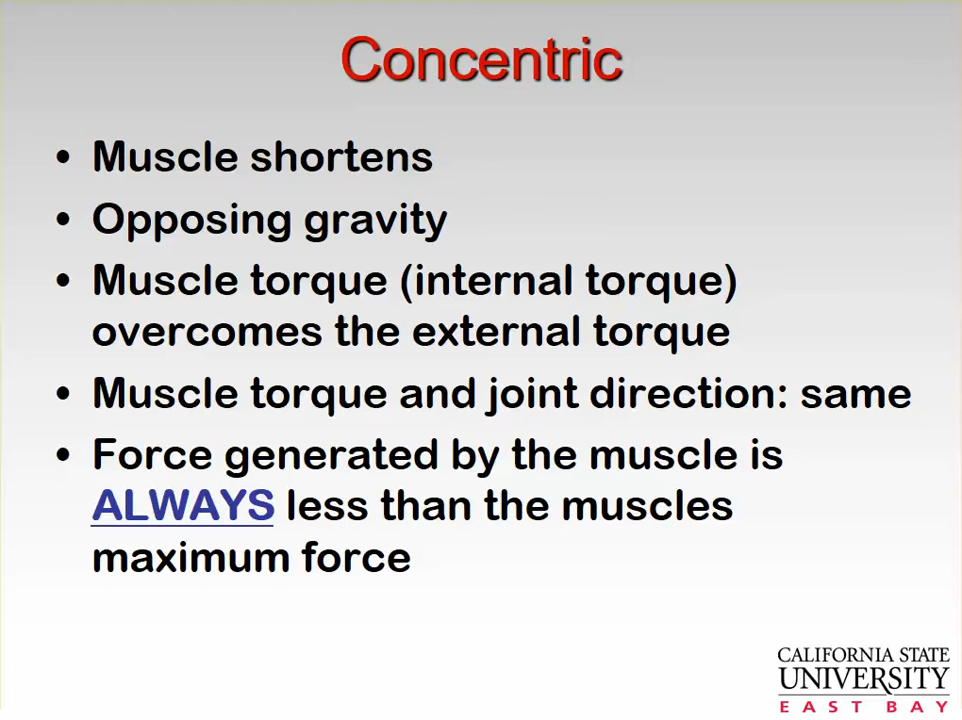 Concentric
• Muscle shortens
• Opposing gravity
• Muscle torque (internal torque)
overcomes the external torque
• Muscle torque and joint direction: same
• Force generated by the muscle is
ALWAYS less than the muscles
maximum force
CALIFORNIA STATE
UNIVERSITY
EAST BAY